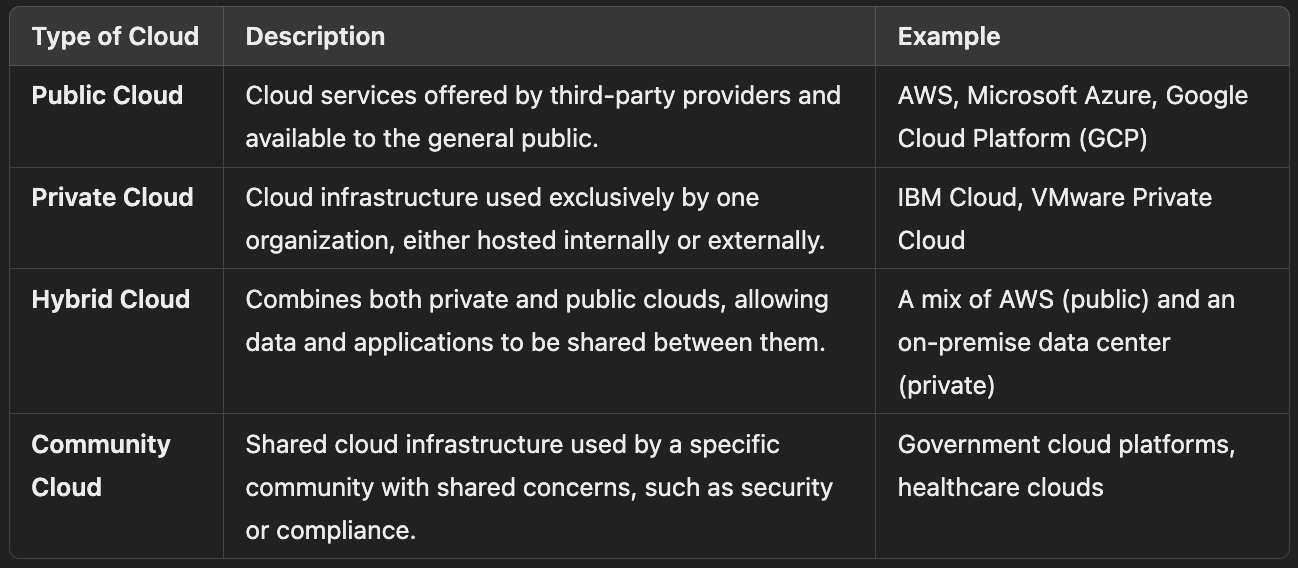 Type of Cloud Description Example
Public Cloud Cloud services offered by third-party providers and AWS, Microsoft Azure, Google
available to the general public. Cloud Platform (GCP)
Private Cloud Cloud infrastructure used exclusively by one IBM Cloud, VMware Private
organization, either hosted internally or externally. Cloud
Hybrid Cloud Combines both private and public clouds, allowing A mix of AWS (public) and an
data and applications to be shared between them. on-premise data center
(private)
Community Shared cloud infrastructure used by a specific Government cloud platforms,
Cloud community with shared concerns, such as security healthcare clouds
or compliance.